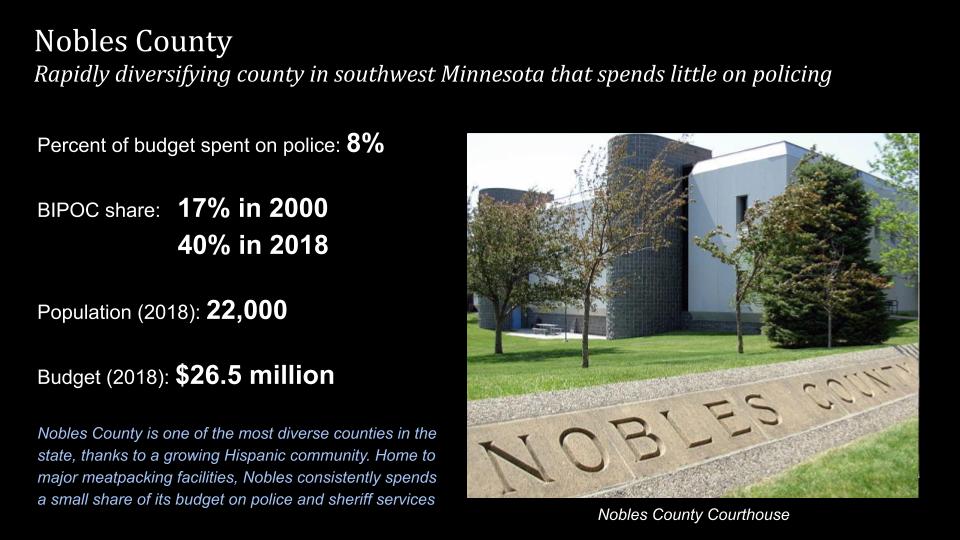 Nobles County
Rapidly diversifying county in southwest Minnesota that spends little on policing
Percent of budget spent on police: 8%
BIPOC share: 17% in 2000
40% in 2018
Population (2018): 22,000
Budget (2018): $26.5 million
Nobles County is one of the most diverse counties in the
state, thanks to a growing Hispanic community. Home to
major meatpacking facilities, Nobles consistently spends
a small share of its budget on police and sheriff services
NOBLES COUNTY
Nobles County Courthouse